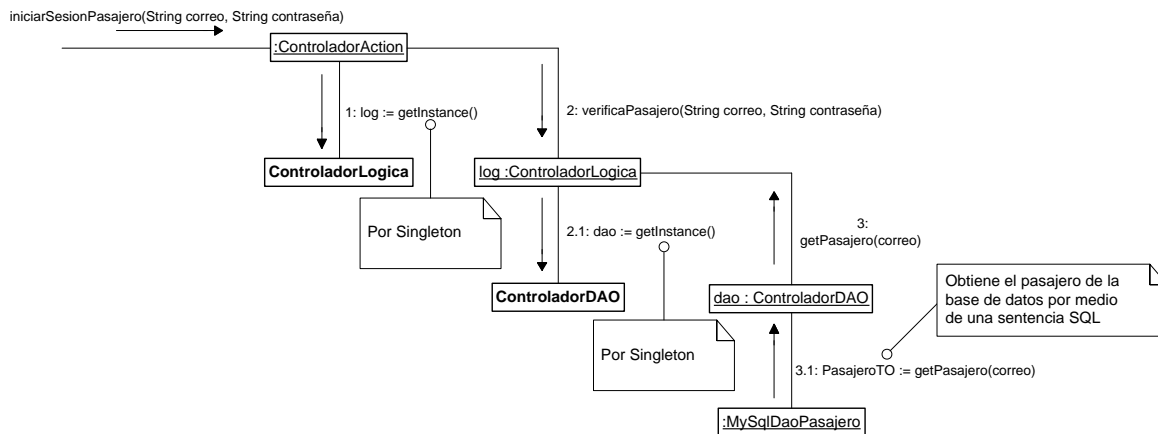 iniciarSesionPasajero(String correo, String contraseña)
:ControladorAction
1: log := getInstance()
2: verificaPasajero(String correo, String contraseña)
ControladorLogica
log :ControladorLogica
Por Singleton
2.1: dao := getInstance()
3:
getPasajero(correo)
ControladorDAO
dao : ControladorDAO
Obtiene el pasajero de la
base de datos por medio
de una sentencia SQL
Por Singleton
3.1: PasajeroTO := getPasajero(correo)
:MySqlDaoPasajero